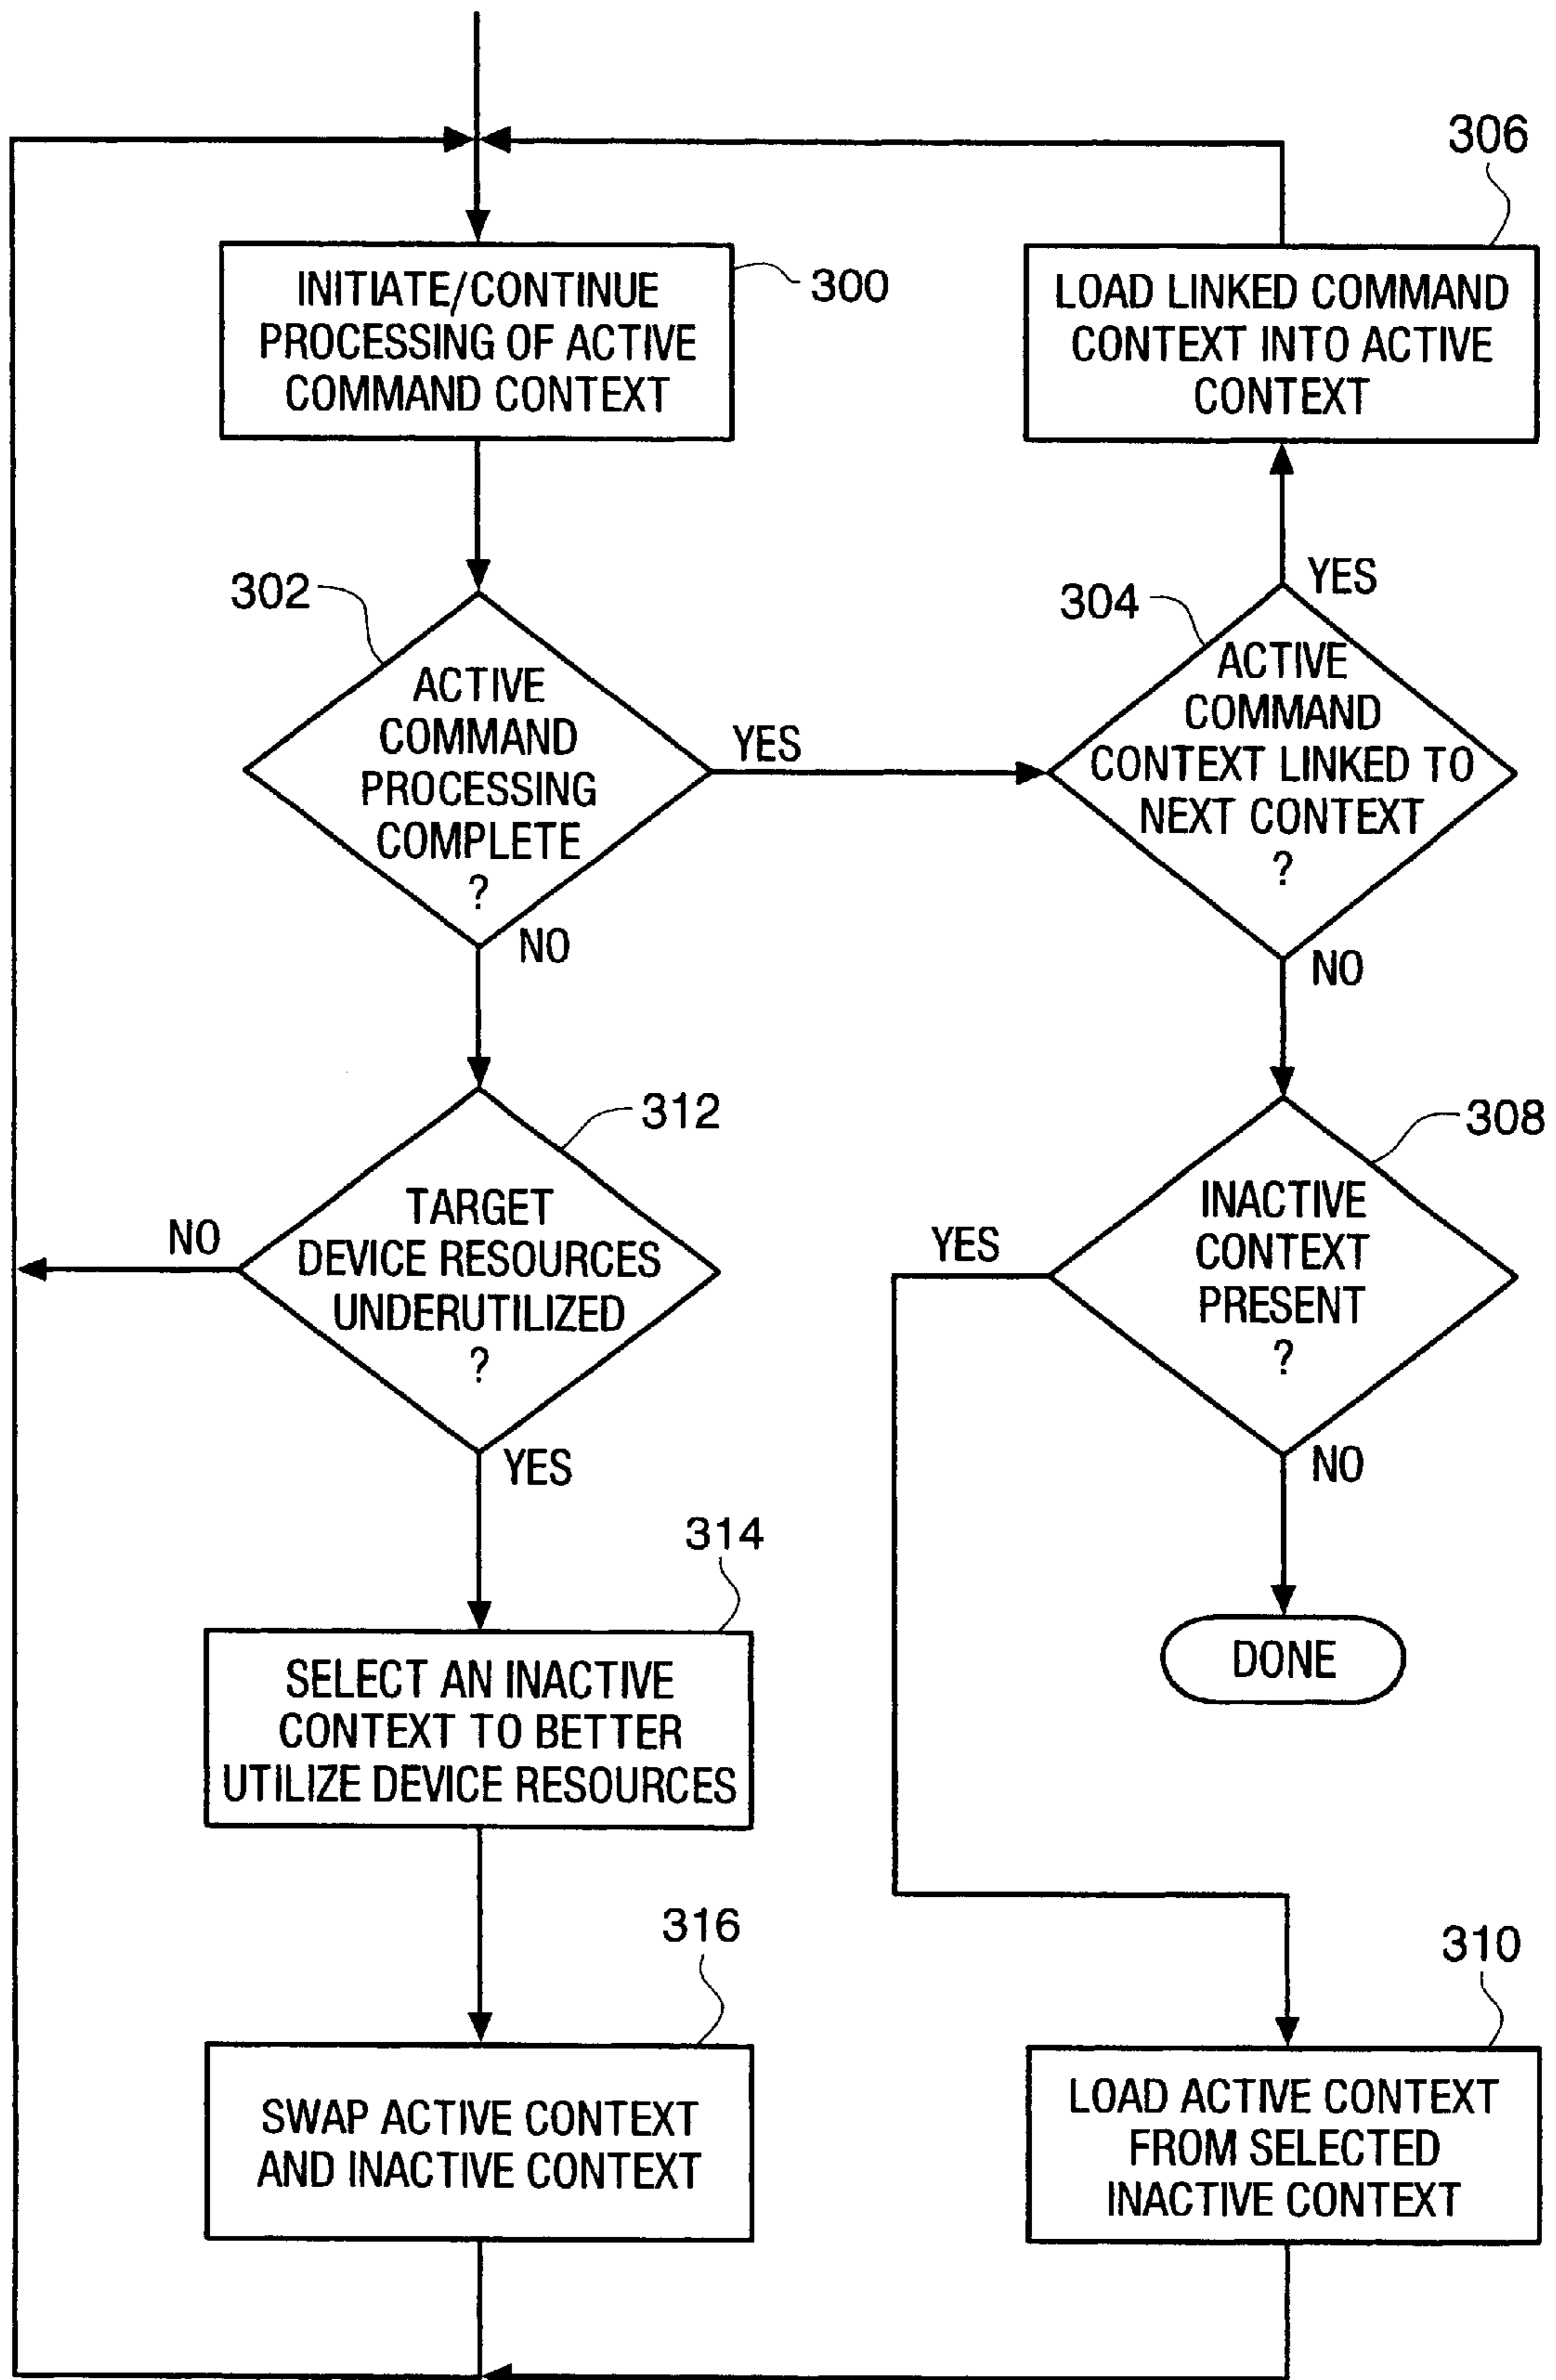 306
INITIATE/CONTINUE
PROCESSING OF ACTIVE
COMMAND CONTEXT
300
LOAD LINKED COMMAND
CONTEXT INTO ACTIVE
CONTEXT
302
ACTIVE
COMMAND
PROCESSING
COMPLETE
?
YES
NO
304
YES
ACTIVE
COMMAND
CONTEXT LINKED TO
NEXT CONTEXT
?
NO
312
NO
TARGET
DEVICE RESOURCES
UNDERUTILIZED
?
YES
308
YES
INACTIVE
CONTEXT
PRESENT
?
NO
DONE
314
SELECT AN INACTIVE
CONTEXT TO BETTER
UTILIZE DEVICE RESOURCES
316
SWAP ACTIVE CONTEXT
AND INACTIVE CONTEXT
310
LOAD ACTIVE CONTEXT
FROM SELECTED
INACTIVE CONTEXT